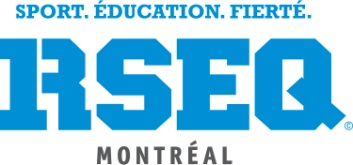 SPORT. ÉDUCATION. FIERTÉ.
RSEQ ©
MONTRÉAL